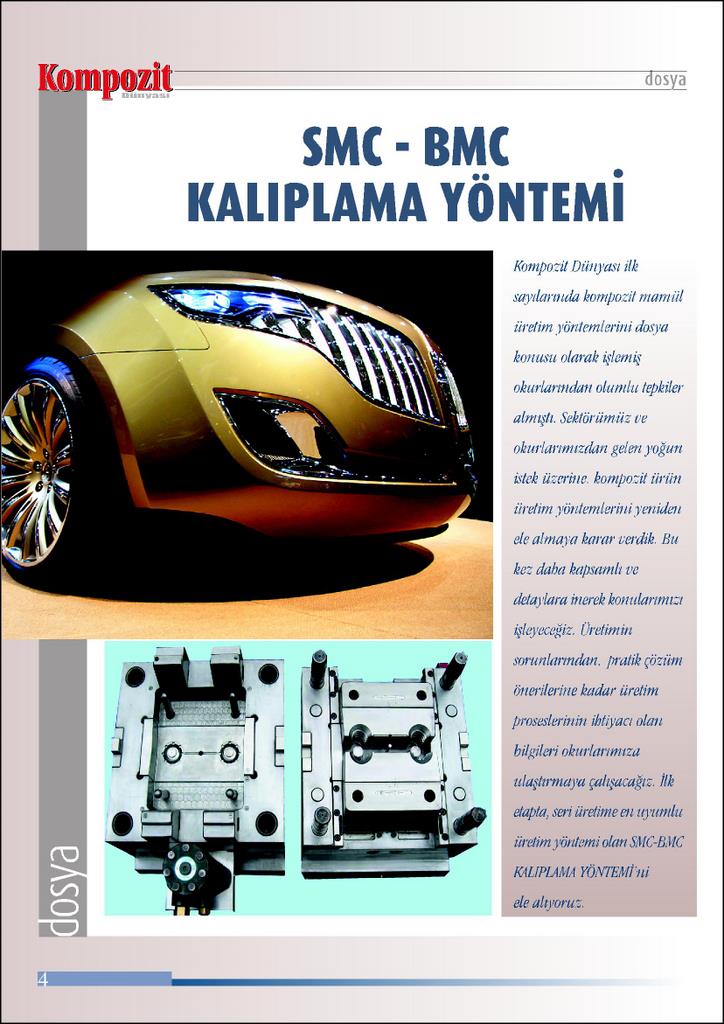 Kompozit
Dünyası
dosya
SMC - BMC
KALIPLAMA YÖNTEMİ
Kompozit Dünyası ilk
sayılarında kompozit mamül
üretim yöntemlerini dosya
konusu olarak işlemiş
okurlarından olumlu tepkiler
almıştı. Sektörümüz ve
okurlarımızdan gelen yoğun
istek üzerine, kompozit ürün
üretim yöntemlerini yeniden
ele almaya karar verdik. Bu
kez daha kapsamlı ve
detaylara inerek konularımızı
işleyeceğiz. Üretimin
sorunlarından, pratik çözüm
önerilerine kadar üretim
proseslerinin ihtiyacı olan
bilgileri okurlarımıza
ulaştırmaya çalışacağız. İlk
etapta, seri üretime en uyumlu
üretim yöntemi olan SMC-BMC
KALIPLAMA YÖNTEMİ'ni
ele alıyoruz.
dosya
4